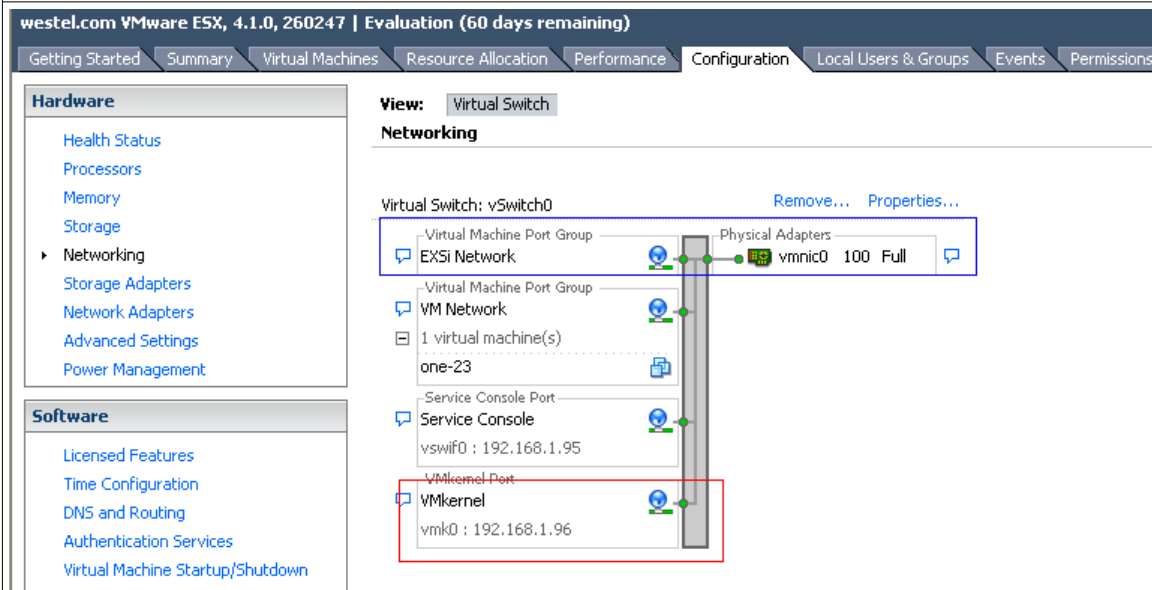 westel.com VMware ESX, 4.1.0, 260247 | Evaluation (60 days remaining)
Getting Started Summary Virtual Machines Resource Allocation Performance Configuration Local Users & Groups Events Permissions
Hardware
Health Status
Processors
Memory
Storage
Networking
Storage Adapters
Network Adapters
Advanced Settings
Power Management
Software
Licensed Features
Time Configuration
DNS and Routing
Authentication Services
Virtual Machine Startup/Shutdown
View: Virtual Switch
Networking
Virtual Switch: vSwitch0 Remove... Properties...
Virtual Machine Port Group Physical Adapters
EXSi Network vmnic0 100 Full
Virtual Machine Port Group
VM Network
1 virtual machine(s)
one-23
Service Console Port
Service Console
vswif0 : 192.168.1.95
VMkernel Port
VMkernel
vmk0 : 192.168.1.96